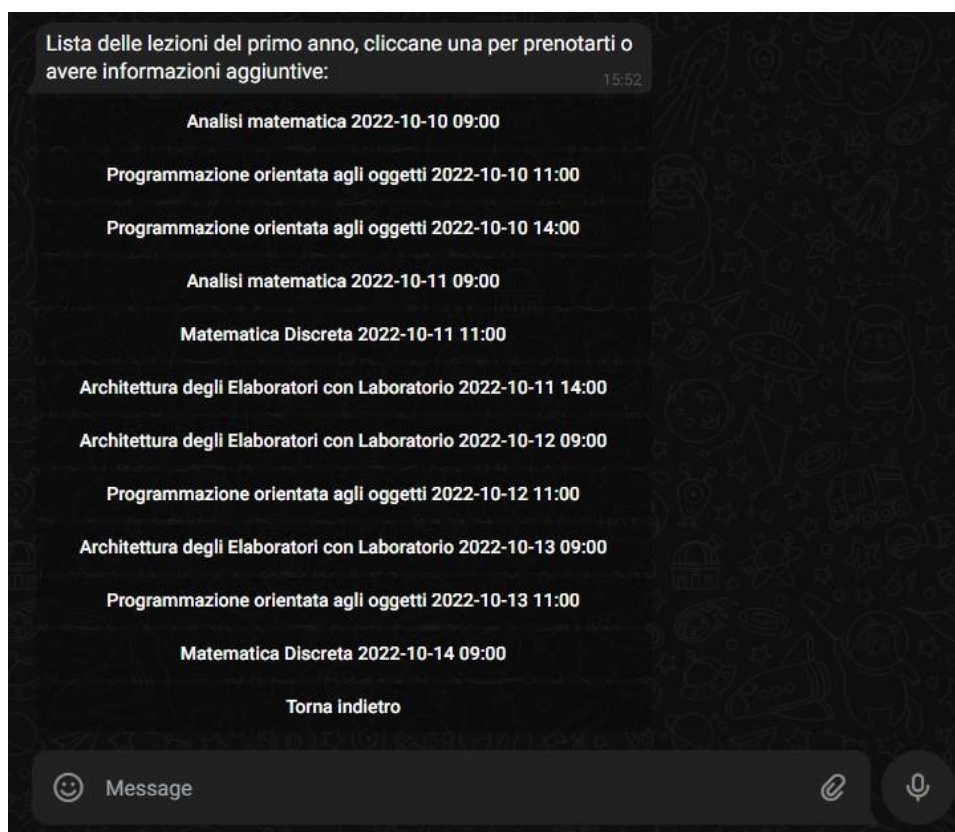 Lista delle lezioni del primo anno, cliccane una per prenotarti o
avere informazioni aggiuntive:
15:52
Analisi matematica 2022-10-10 09:00
Programmazione orientata agli oggetti 2022-10-10 11:00
Programmazione orientata agli oggetti 2022-10-10 14:00
Analisi matematica 2022-10-11 09:00
Matematica Discreta 2022-10-11 11:00
Architettura degli Elaboratori con Laboratorio 2022-10-11 14:00
Architettura degli Elaboratori con Laboratorio 2022-10-12 09:00
Programmazione orientata agli oggetti 2022-10-12 11:00
Architettura degli Elaboratori con Laboratorio 2022-10-13 09:00
Programmazione orientata agli oggetti 2022-10-13 11:00
Matematica Discreta 2022-10-14 09:00
Torna indietro
Message